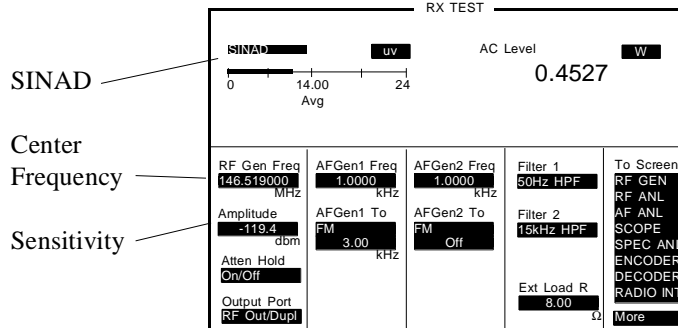 RX TEST
SINAD
uv
AC Level
W
0.4527
0
14.00
24
Avg
SINAD
Center
Frequency
Sensitivity
RF Gen Freq
146.519000
MHz
Amplitude
-119.4
dbm
Atten Hold
On/Off
Output Port
RF Out/Dupl
AFGen1 Freq
1.0000
kHz
AFGen1 To
FM
3.00
kHz
AFGen2 Freq
1.0000
kHz
AFGen2 To
FM
Off
Filter 1
50Hz HPF
Filter 2
15kHz HPF
Ext Load R
8.00
Ω
To Screen
RF GEN
RF ANL
AF ANL
SCOPE
SPEC ANL
ENCODER
DECODER
RADIO INT
More